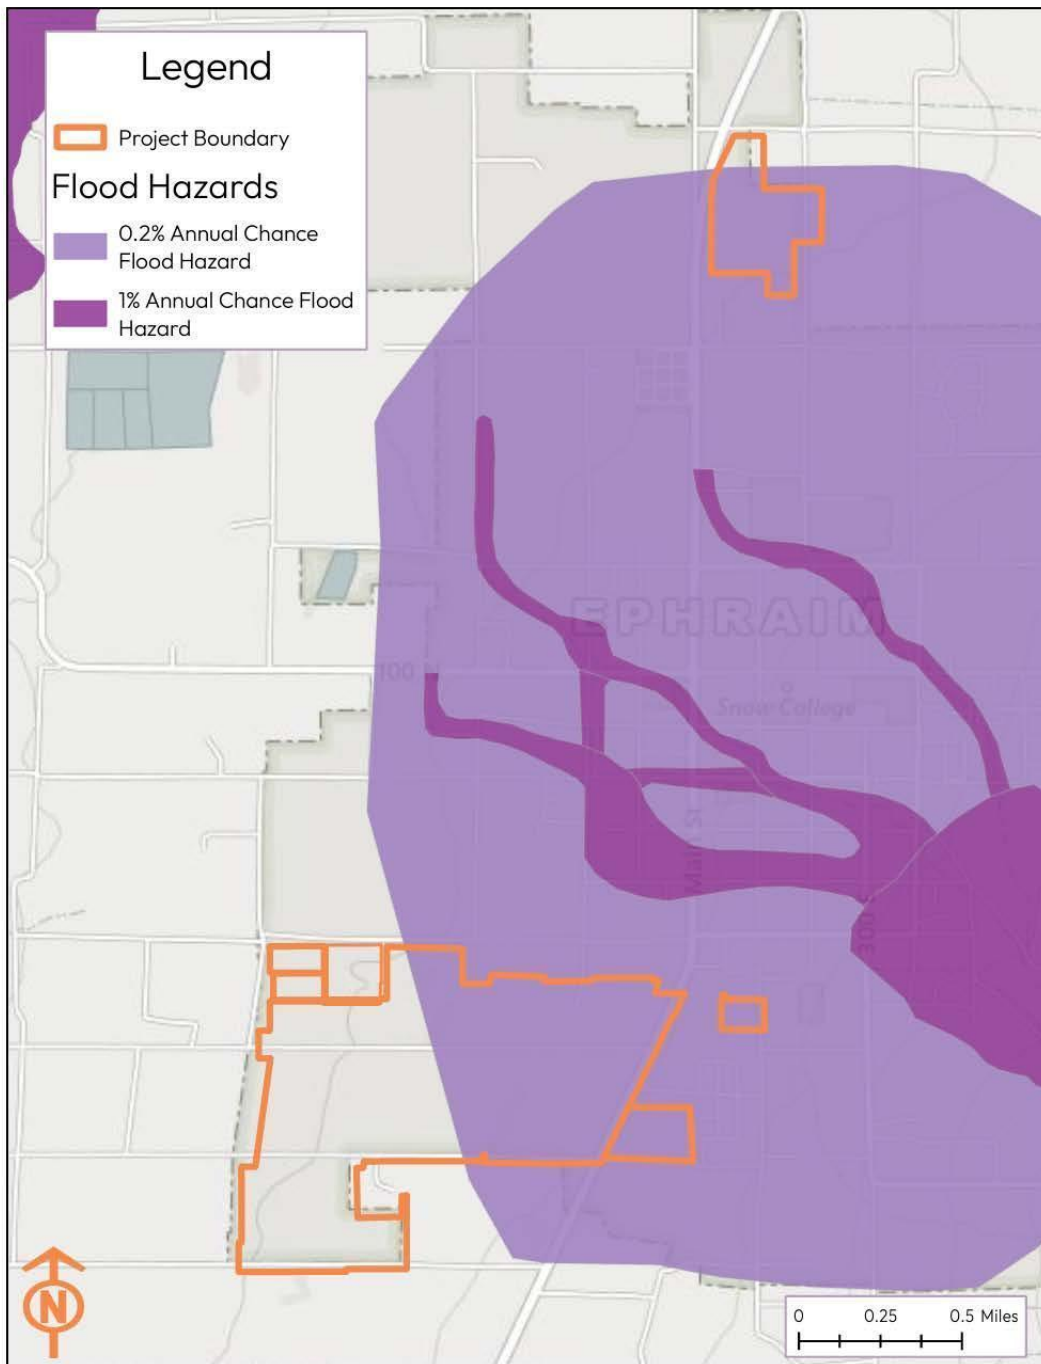 Legend
Project Boundary
Flood Hazards
0.2% Annual Chance
Flood Hazard
1% Annual Chance Flood
Hazard
EPHRAIM
100 N
Snow College
Main St
300 S
N
0 0.25 0.5 Miles